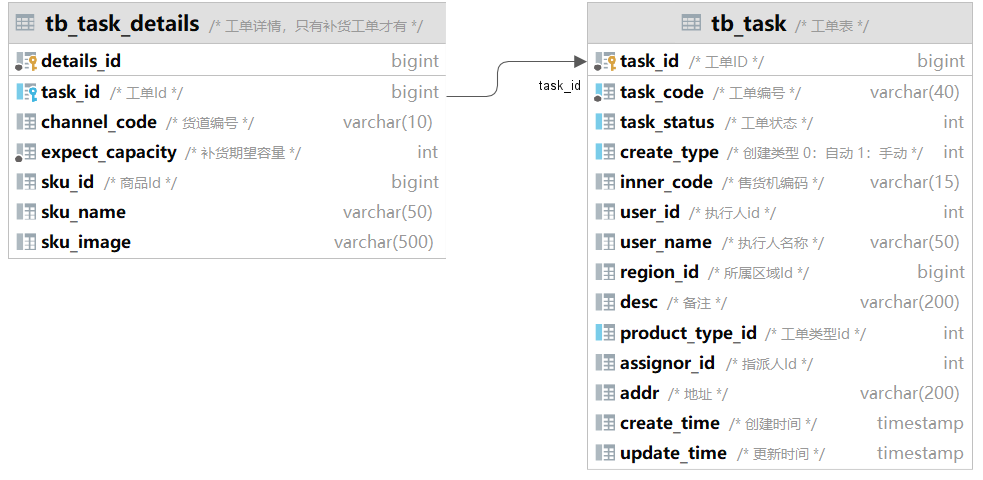 tb_task_details /* 工单详情，只有补货工单才有 */
details_id bigint
task_id /* 工单Id */ bigint
channel_code /* 货道编号 */ varchar(10)
expect_capacity /* 补货期望容量 */ int
sku_id /* 商品Id */ bigint
sku_name varchar(50)
sku_image varchar(500)
task_id
tb_task /* 工单表 */
task_id /* 工单ID */ bigint
task_code /* 工单编号 */ varchar(40)
task_status /* 工单状态 */ int
create_type /* 创建类型 0：自动 1：手动 */ int
inner_code /* 售货机编码 */ varchar(15)
user_id /* 执行人id */ int
user_name /* 执行人名称 */ varchar(50)
region_id /* 所属区域Id */ bigint
desc /* 备注 */ varchar(200)
product_type_id /* 工单类型id */ int
assignor_id /* 指派人Id */ int
addr /* 地址 */ varchar(200)
create_time /* 创建时间 */ timestamp
update_time /* 更新时间 */ timestamp